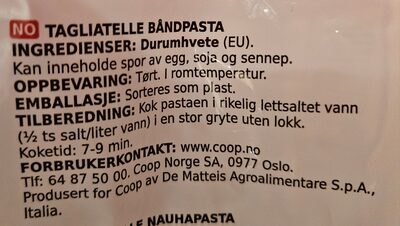 NO TAGLIATELLE BÅNDPASTA
INGREDIENSER: Durumhvete (EU).
Kan inneholde spor av egg, soja og sennep.
OPPBEVARING: Tørt. I romtemperatur.
EMBALLASJE: Sorteres som plast.
TILBEREDNING: Kok pastaen i rikelig lettsaltet vann
(½ ts salt/liter vann) i en stor gryte uten lokk.
Koketid: 7-9 min.
FORBRUKERKONTAKT: www.coop.no
Tlf: 64 87 50 00. Coop Norge SA, 0977 Oslo.
Produsert for Coop av De Matteis Agroalimentare S.p.A.,
Italia.
NAUHAPASTA